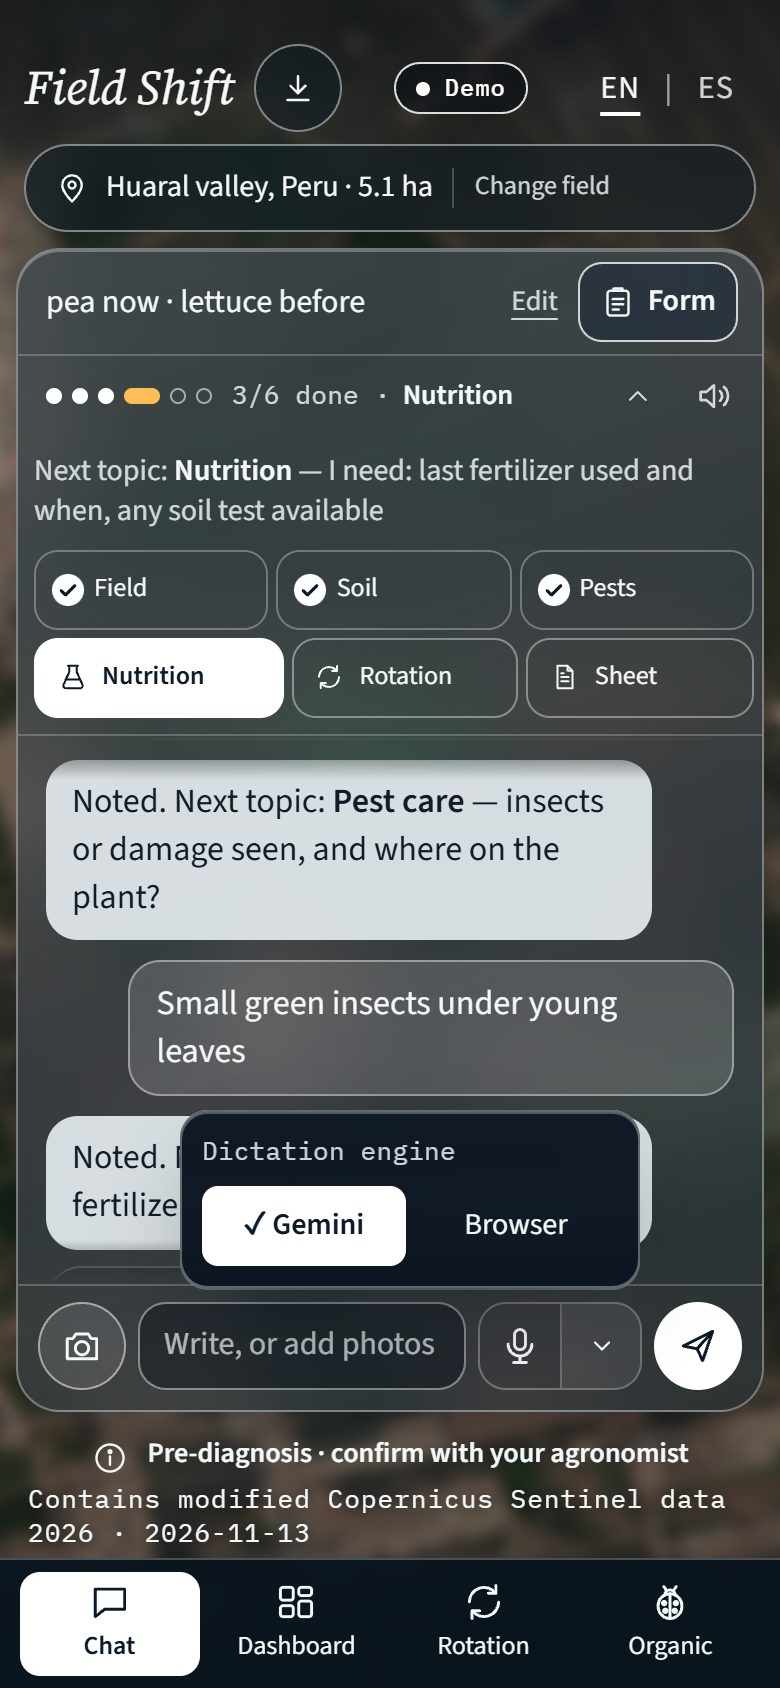 Field Shift
Demo
EN | ES
Huaral valley, Peru · 5.1 ha
Change field
pea now · lettuce before
Edit
Form
3/6 done · Nutrition
Next topic: Nutrition — I need: last fertilizer used and
when, any soil test available
Field
Soil
Pests
Nutrition
Rotation
Sheet
Noted. Next topic: Pest care — insects
or damage seen, and where on the
plant?
Small green insects under young
leaves
Noted.
fertilize
Dictation engine
✓ Gemini
Browser
Write, or add photos
Pre-diagnosis · confirm with your agronomist
Contains modified Copernicus Sentinel data
2026 · 2026-11-13
Chat
Dashboard
Rotation
Organic